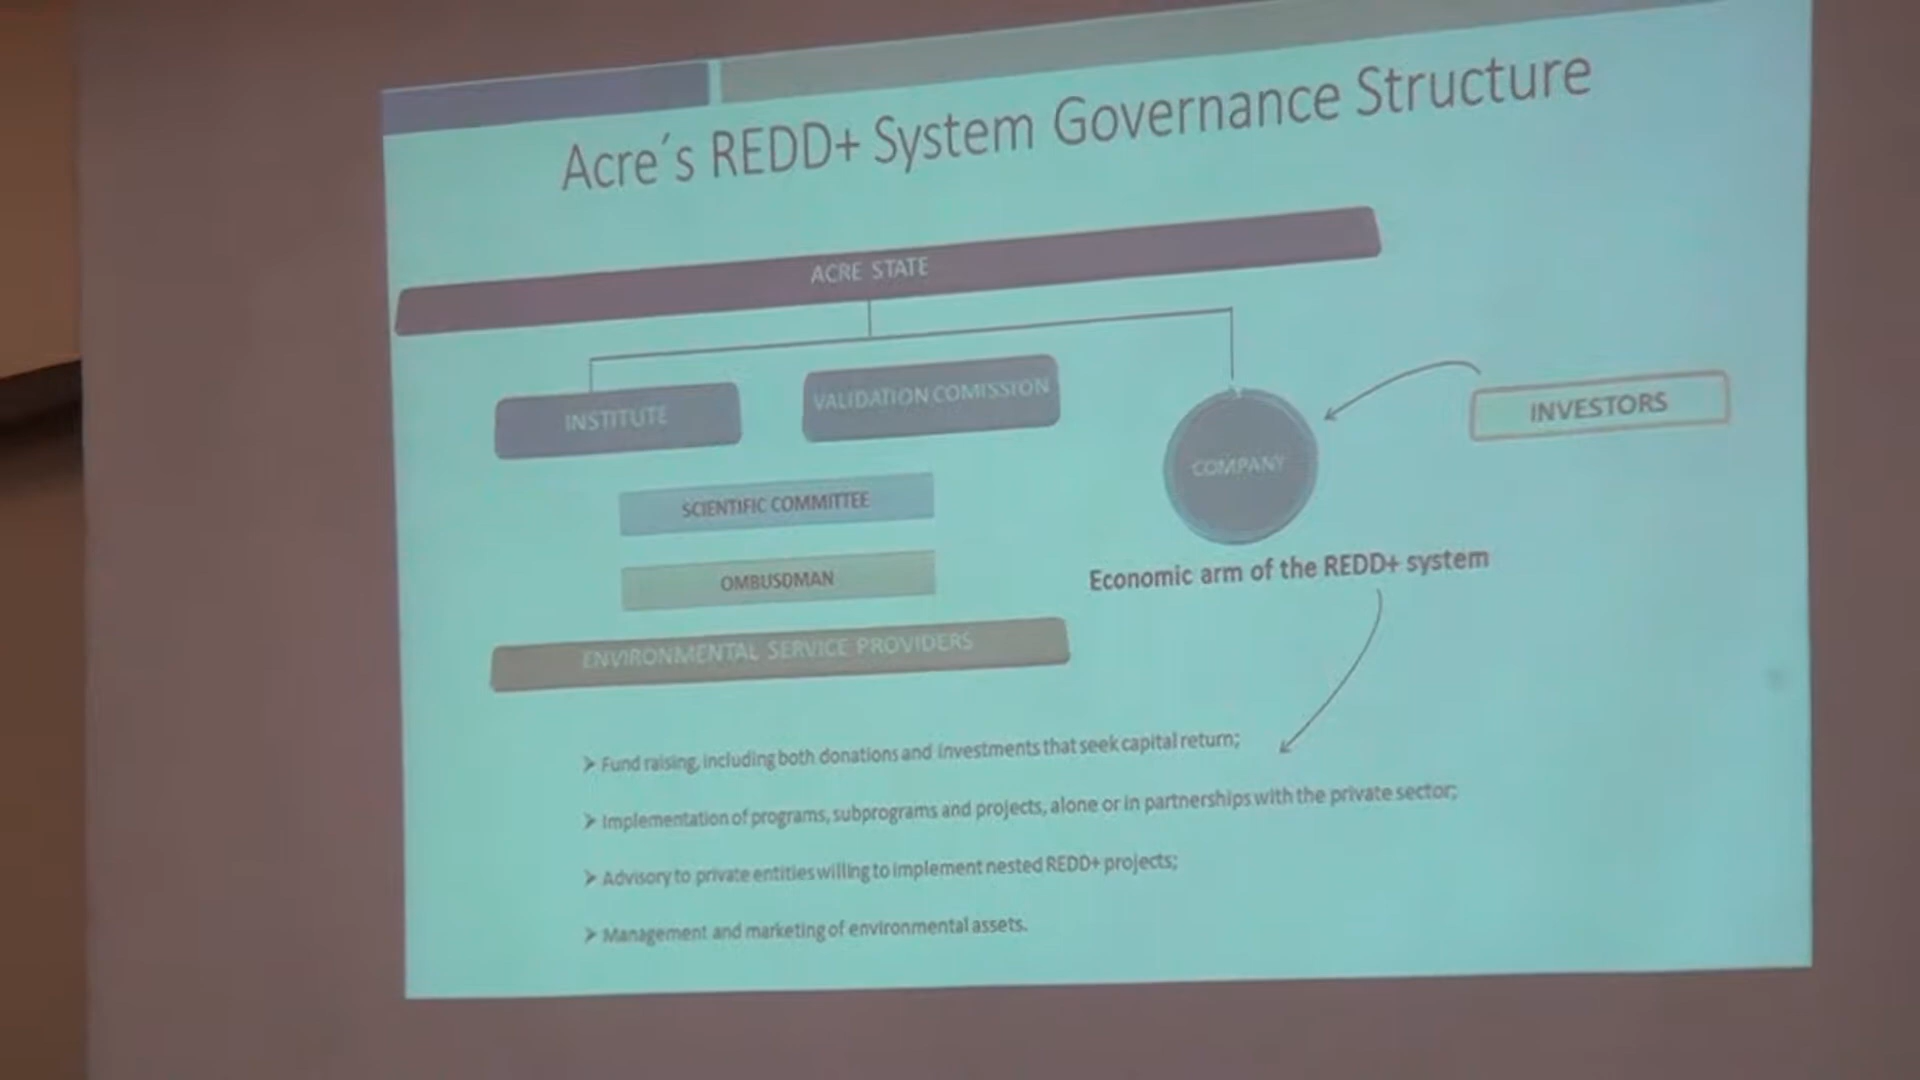 Acre´s REDD+ System Governance Structure
ACRE STATE
INSTITUTE
VALIDATION COMISSION
COMPANY
INVESTORS
SCIENTIFIC COMMITTEE
OMBUSDMAN
Economic arm of the REDD+ system
ENVIRONMENTAL SERVICE PROVIDERS
➢ Fund raising, including both donations and investments that seek capital return;
➢ Implementation of programs, subprograms and projects, alone or in partnerships with the private sector;
➢ Advisory to private entities willing to implement nested REDD+ projects;
➢ Management and marketing of environmental assets.